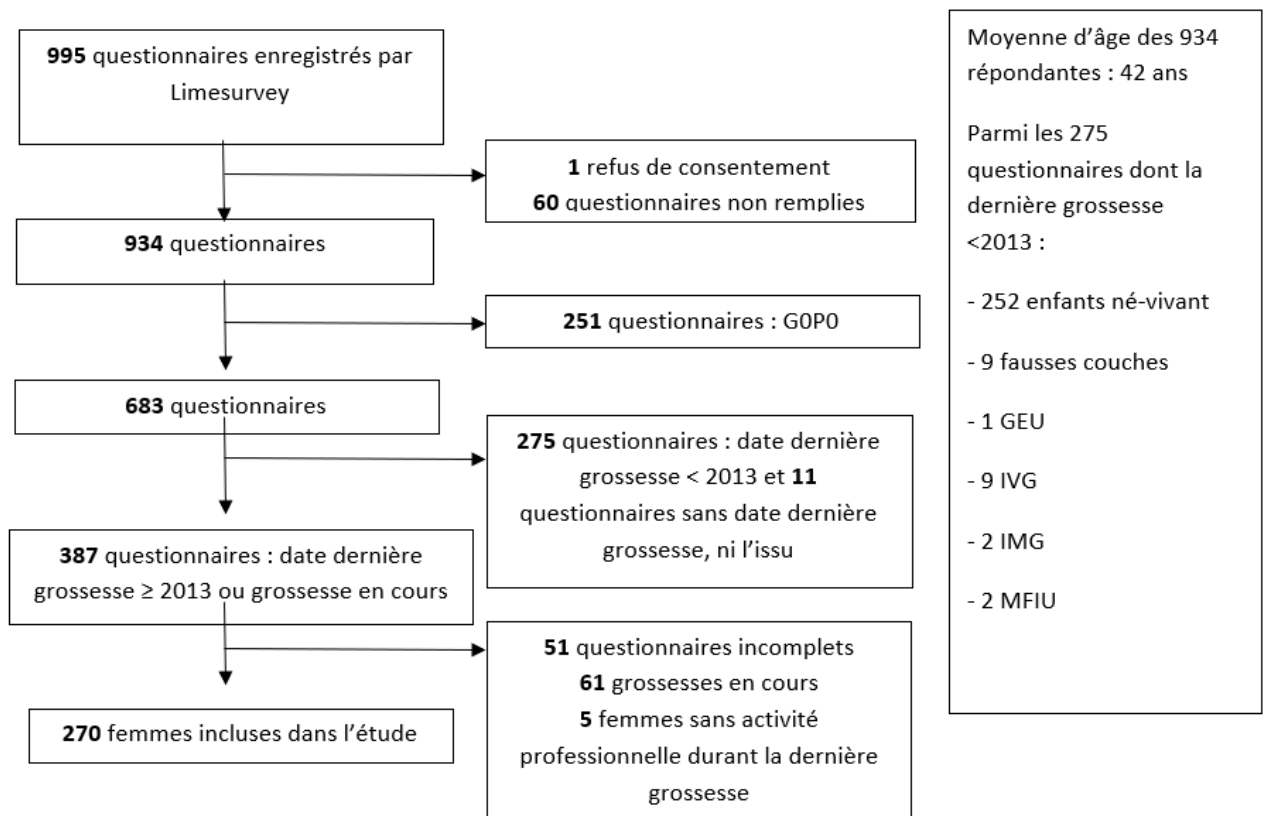 995 questionnaires enregistrés par
Limesurvey
1 refus de consentement
60 questionnaires non remplies
934 questionnaires
251 questionnaires : G0P0
683 questionnaires
275 questionnaires : date dernière
grossesse < 2013 et 11
questionnaires sans date dernière
grossesse, ni l’issu
387 questionnaires : date dernière
grossesse ≥ 2013 ou grossesse en cours
51 questionnaires incomplets
61 grossesses en cours
5 femmes sans activité
professionnelle durant la dernière
grossesse
270 femmes incluses dans l’étude
Moyenne d’âge des 934
répondantes : 42 ans
Parmi les 275
questionnaires dont la
dernière grossesse
<2013 :
- 252 enfants né-vivant
- 9 fausses couches
- 1 GEU
- 9 IVG
- 2 IMG
- 2 MFIU